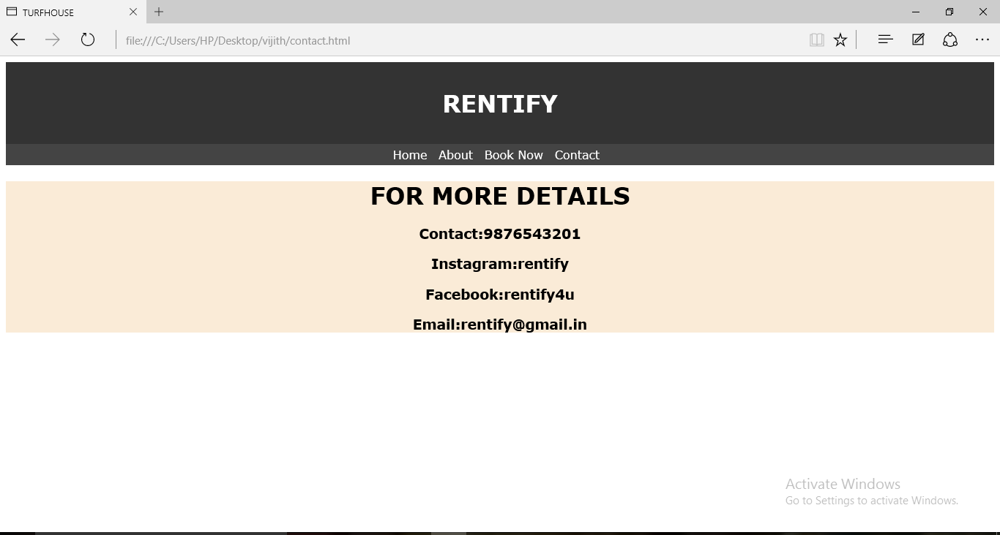 TURFHOUSE
file:///C:/Users/HP/Desktop/vijith/contact.html
RENTIFY
Home About Book Now Contact
FOR MORE DETAILS
Contact:9876543201
Instagram:rentify
Facebook:rentify4u
Email:rentify@gmail.in
Activate Windows
Go to Settings to activate Windows.